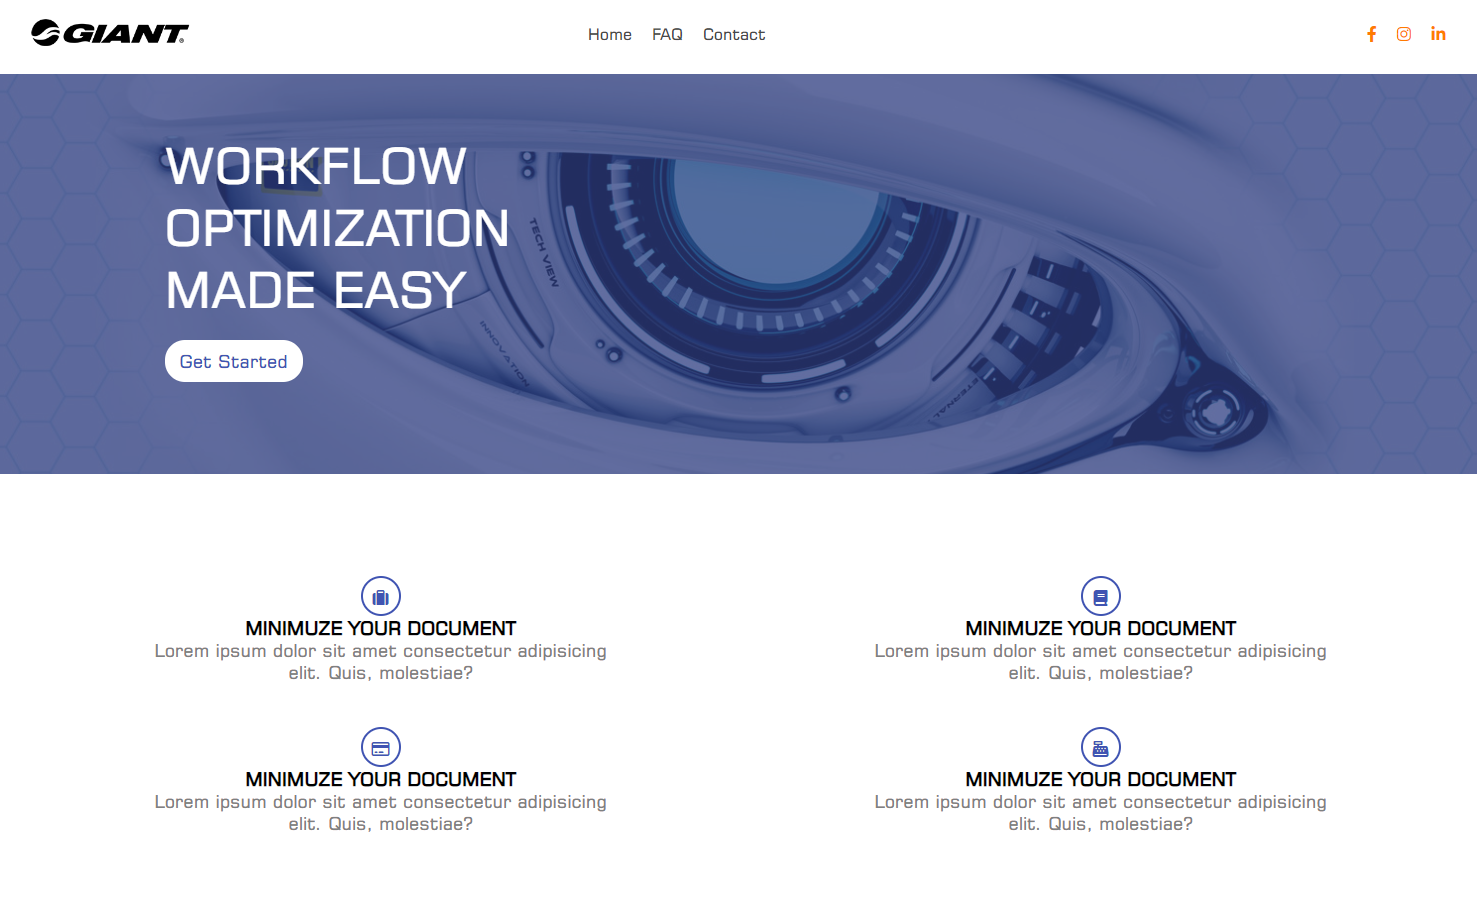 GIANT®
Home FAQ Contact
WORKFLOW
OPTIMIZATION
MADE EASY
Get Started
TECH VIEW
INNOVATION
ETERNAL
MINIMUZE YOUR DOCUMENT
Lorem ipsum dolor sit amet consectetur adipisicing
elit. Quis, molestiae?
MINIMUZE YOUR DOCUMENT
Lorem ipsum dolor sit amet consectetur adipisicing
elit. Quis, molestiae?
MINIMUZE YOUR DOCUMENT
Lorem ipsum dolor sit amet consectetur adipisicing
elit. Quis, molestiae?
MINIMUZE YOUR DOCUMENT
Lorem ipsum dolor sit amet consectetur adipisicing
elit. Quis, molestiae?